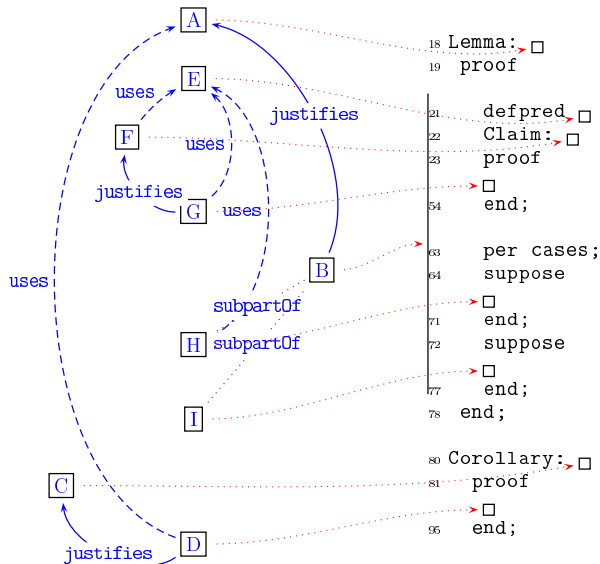 A
18 Lemma:
19 proof
E
uses
justifies
21 defpred
F
22 Claim:
uses
23 proof
justifies
G
uses
54 end;
63 per cases;
B
64 suppose
uses
subpartOf
71 end;
H
subpartOf
72 suppose
77 end;
I
78 end;
80 Corollary:
C
81 proof
95 end;
D
justifies